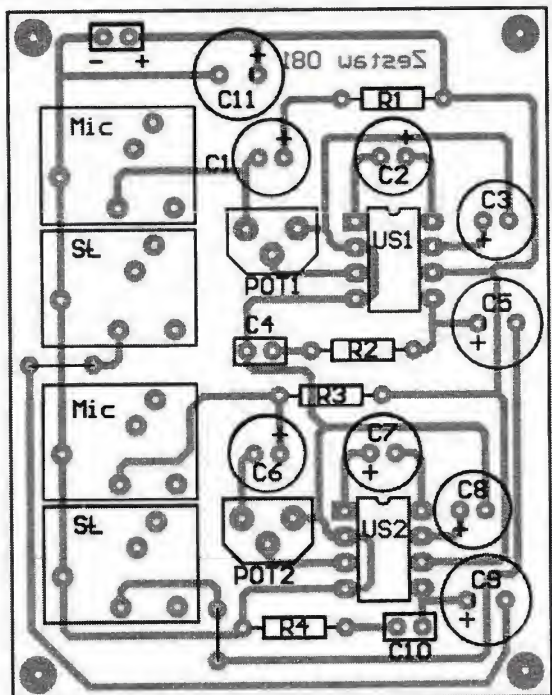 - +
Zestaw 081
C11
R1
Mic
C1
C2
C3
US1
SŁ
POT1
C5
C4
R2
Mic
R3
C7
C6
C8
SŁ
US2
POT2
C9
R4
C10